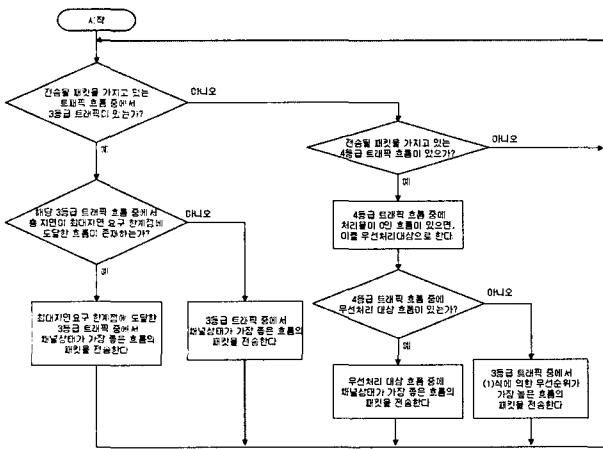 시작
전송될 패킷을 가지고 있는
트래픽 흐름 중에서
3등급 트래픽이 있는가?
아니오
예
전송될 패킷을 가지고 있는
4등급 트래픽 흐름이 있으가?
아니오
예
해당 3등급 트래픽 흐름 중에서
총 지연이 최대지연 요구 한계점에
도달한 흐름이 존재하는가?
아니오
예
4등급 트래픽 흐름 중에
처리율이 0인 흐름이 있으면,
이를 우선처리대상으로 한다.
최대지연요구 한계점에 도달한
3등급 트래픽 중에서
채널상태가 가장 좋은 흐름의
패킷을 전송한다
3등급 트래픽 중에서
채널상태가 가장 좋은 흐름의
패킷을 전송한다
4등급 트래픽 흐름 중에
우선처리 대상 흐름이 있는가?
아니오
예
우선처리 대상 흐름 중에
채널상태가 가장 좋은 흐름의
패킷을 전송한다
3등급 트래픽 중에서
(1)식에 의한 우선순위가
가장 높은 흐름의
패킷을 전송한다